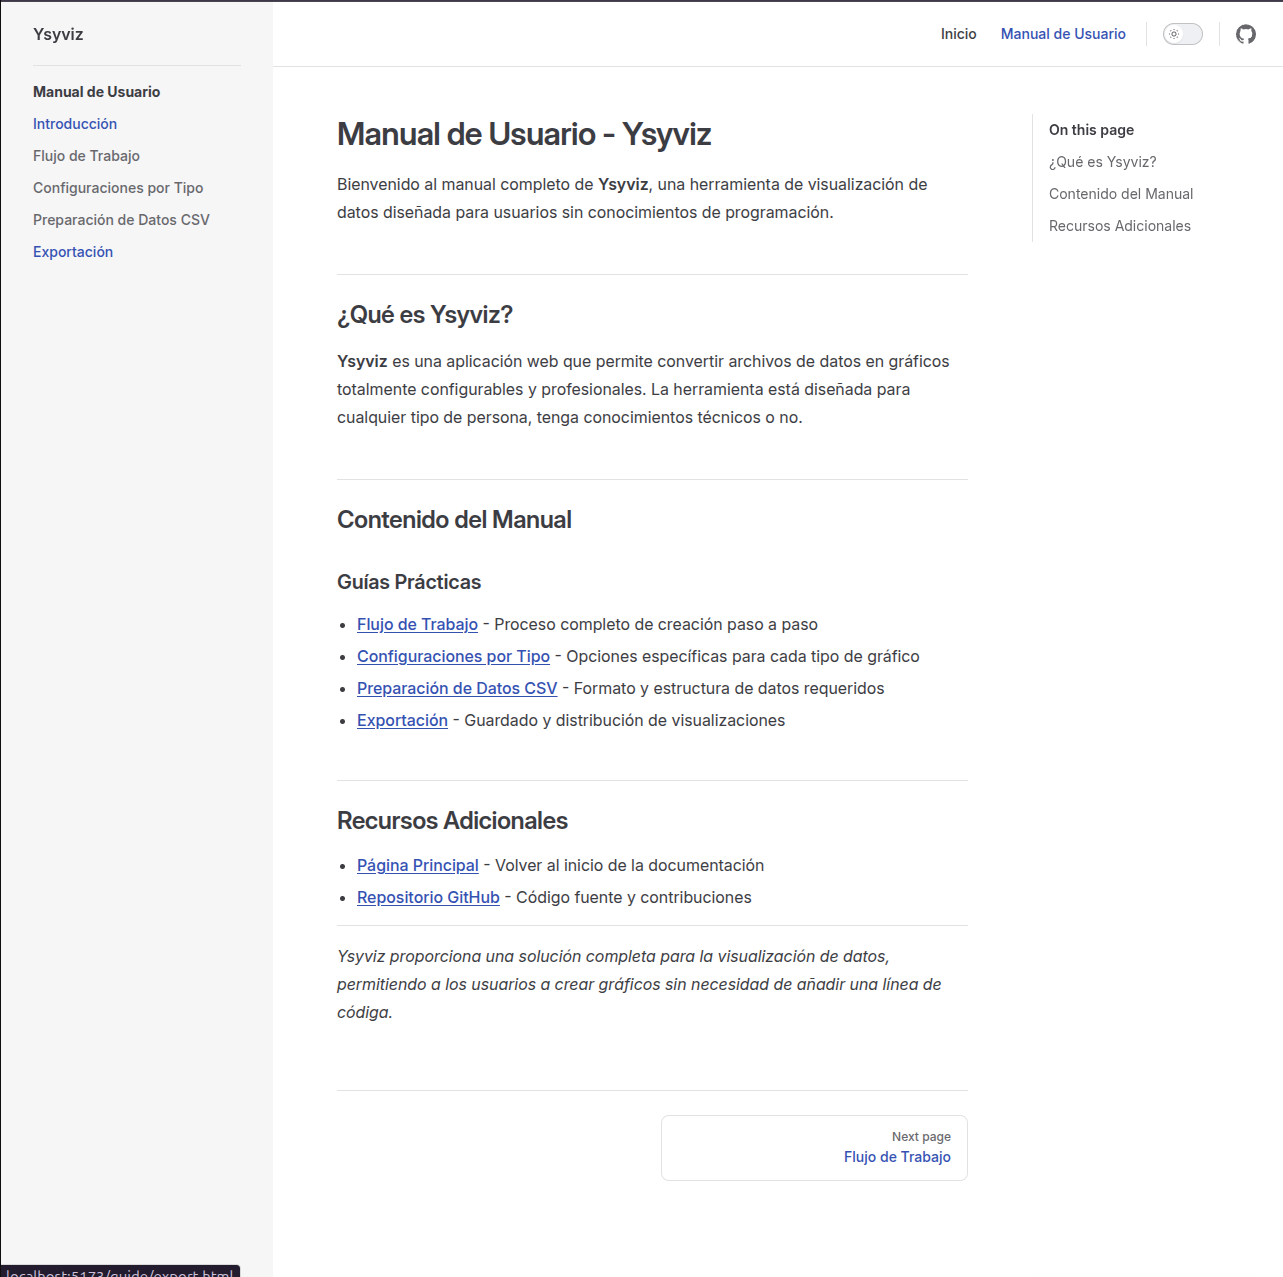 Ysyviz
Manual de Usuario
Introducción
Flujo de Trabajo
Configuraciones por Tipo
Preparación de Datos CSV
Exportación
Inicio
Manual de Usuario
Manual de Usuario - Ysyviz
Bienvenido al manual completo de Ysyviz, una herramienta de visualización de
datos diseñada para usuarios sin conocimientos de programación.
¿Qué es Ysyviz?
Ysyviz es una aplicación web que permite convertir archivos de datos en gráficos
totalmente configurables y profesionales. La herramienta está diseñada para
cualquier tipo de persona, tenga conocimientos técnicos o no.
Contenido del Manual
Guías Prácticas
• Flujo de Trabajo - Proceso completo de creación paso a paso
• Configuraciones por Tipo - Opciones específicas para cada tipo de gráfico
• Preparación de Datos CSV - Formato y estructura de datos requeridos
• Exportación - Guardado y distribución de visualizaciones
Recursos Adicionales
• Página Principal - Volver al inicio de la documentación
• Repositorio GitHub - Código fuente y contribuciones
Ysyviz proporciona una solución completa para la visualización de datos,
permitiendo a los usuarios a crear gráficos sin necesidad de añadir una línea de
códiga.
Next page
Flujo de Trabajo
On this page
¿Qué es Ysyviz?
Contenido del Manual
Recursos Adicionales
localhost:5173/guide/export.html